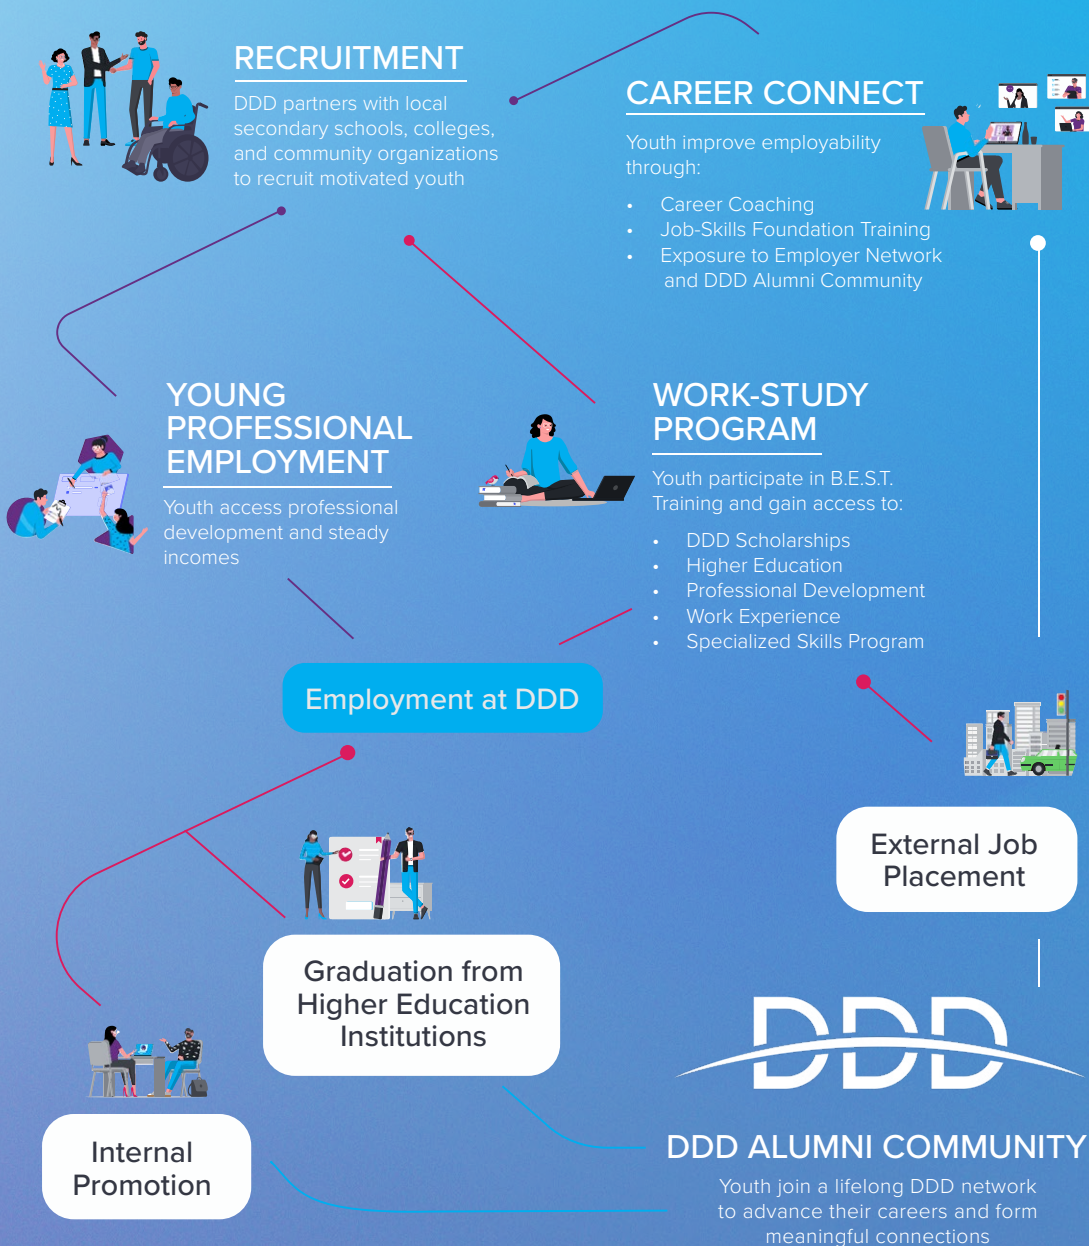 RECRUITMENT
DDD partners with local
secondary schools, colleges,
and community organizations
to recruit motivated youth
CAREER CONNECT
Youth improve employability
through:
• Career Coaching
• Job-Skills Foundation Training
• Exposure to Employer Network
and DDD Alumni Community
YOUNG
PROFESSIONAL
EMPLOYMENT
Youth access professional
development and steady
incomes
WORK-STUDY
PROGRAM
Youth participate in B.E.S.T.
Training and gain access to:
• DDD Scholarships
• Higher Education
• Professional Development
• Work Experience
• Specialized Skills Program
Employment at DDD
External Job
Placement
Graduation from
Higher Education
Institutions
Internal
Promotion
DDD
DDD ALUMNI COMMUNITY
Youth join a lifelong DDD network
to advance their careers and form
meaningful connections